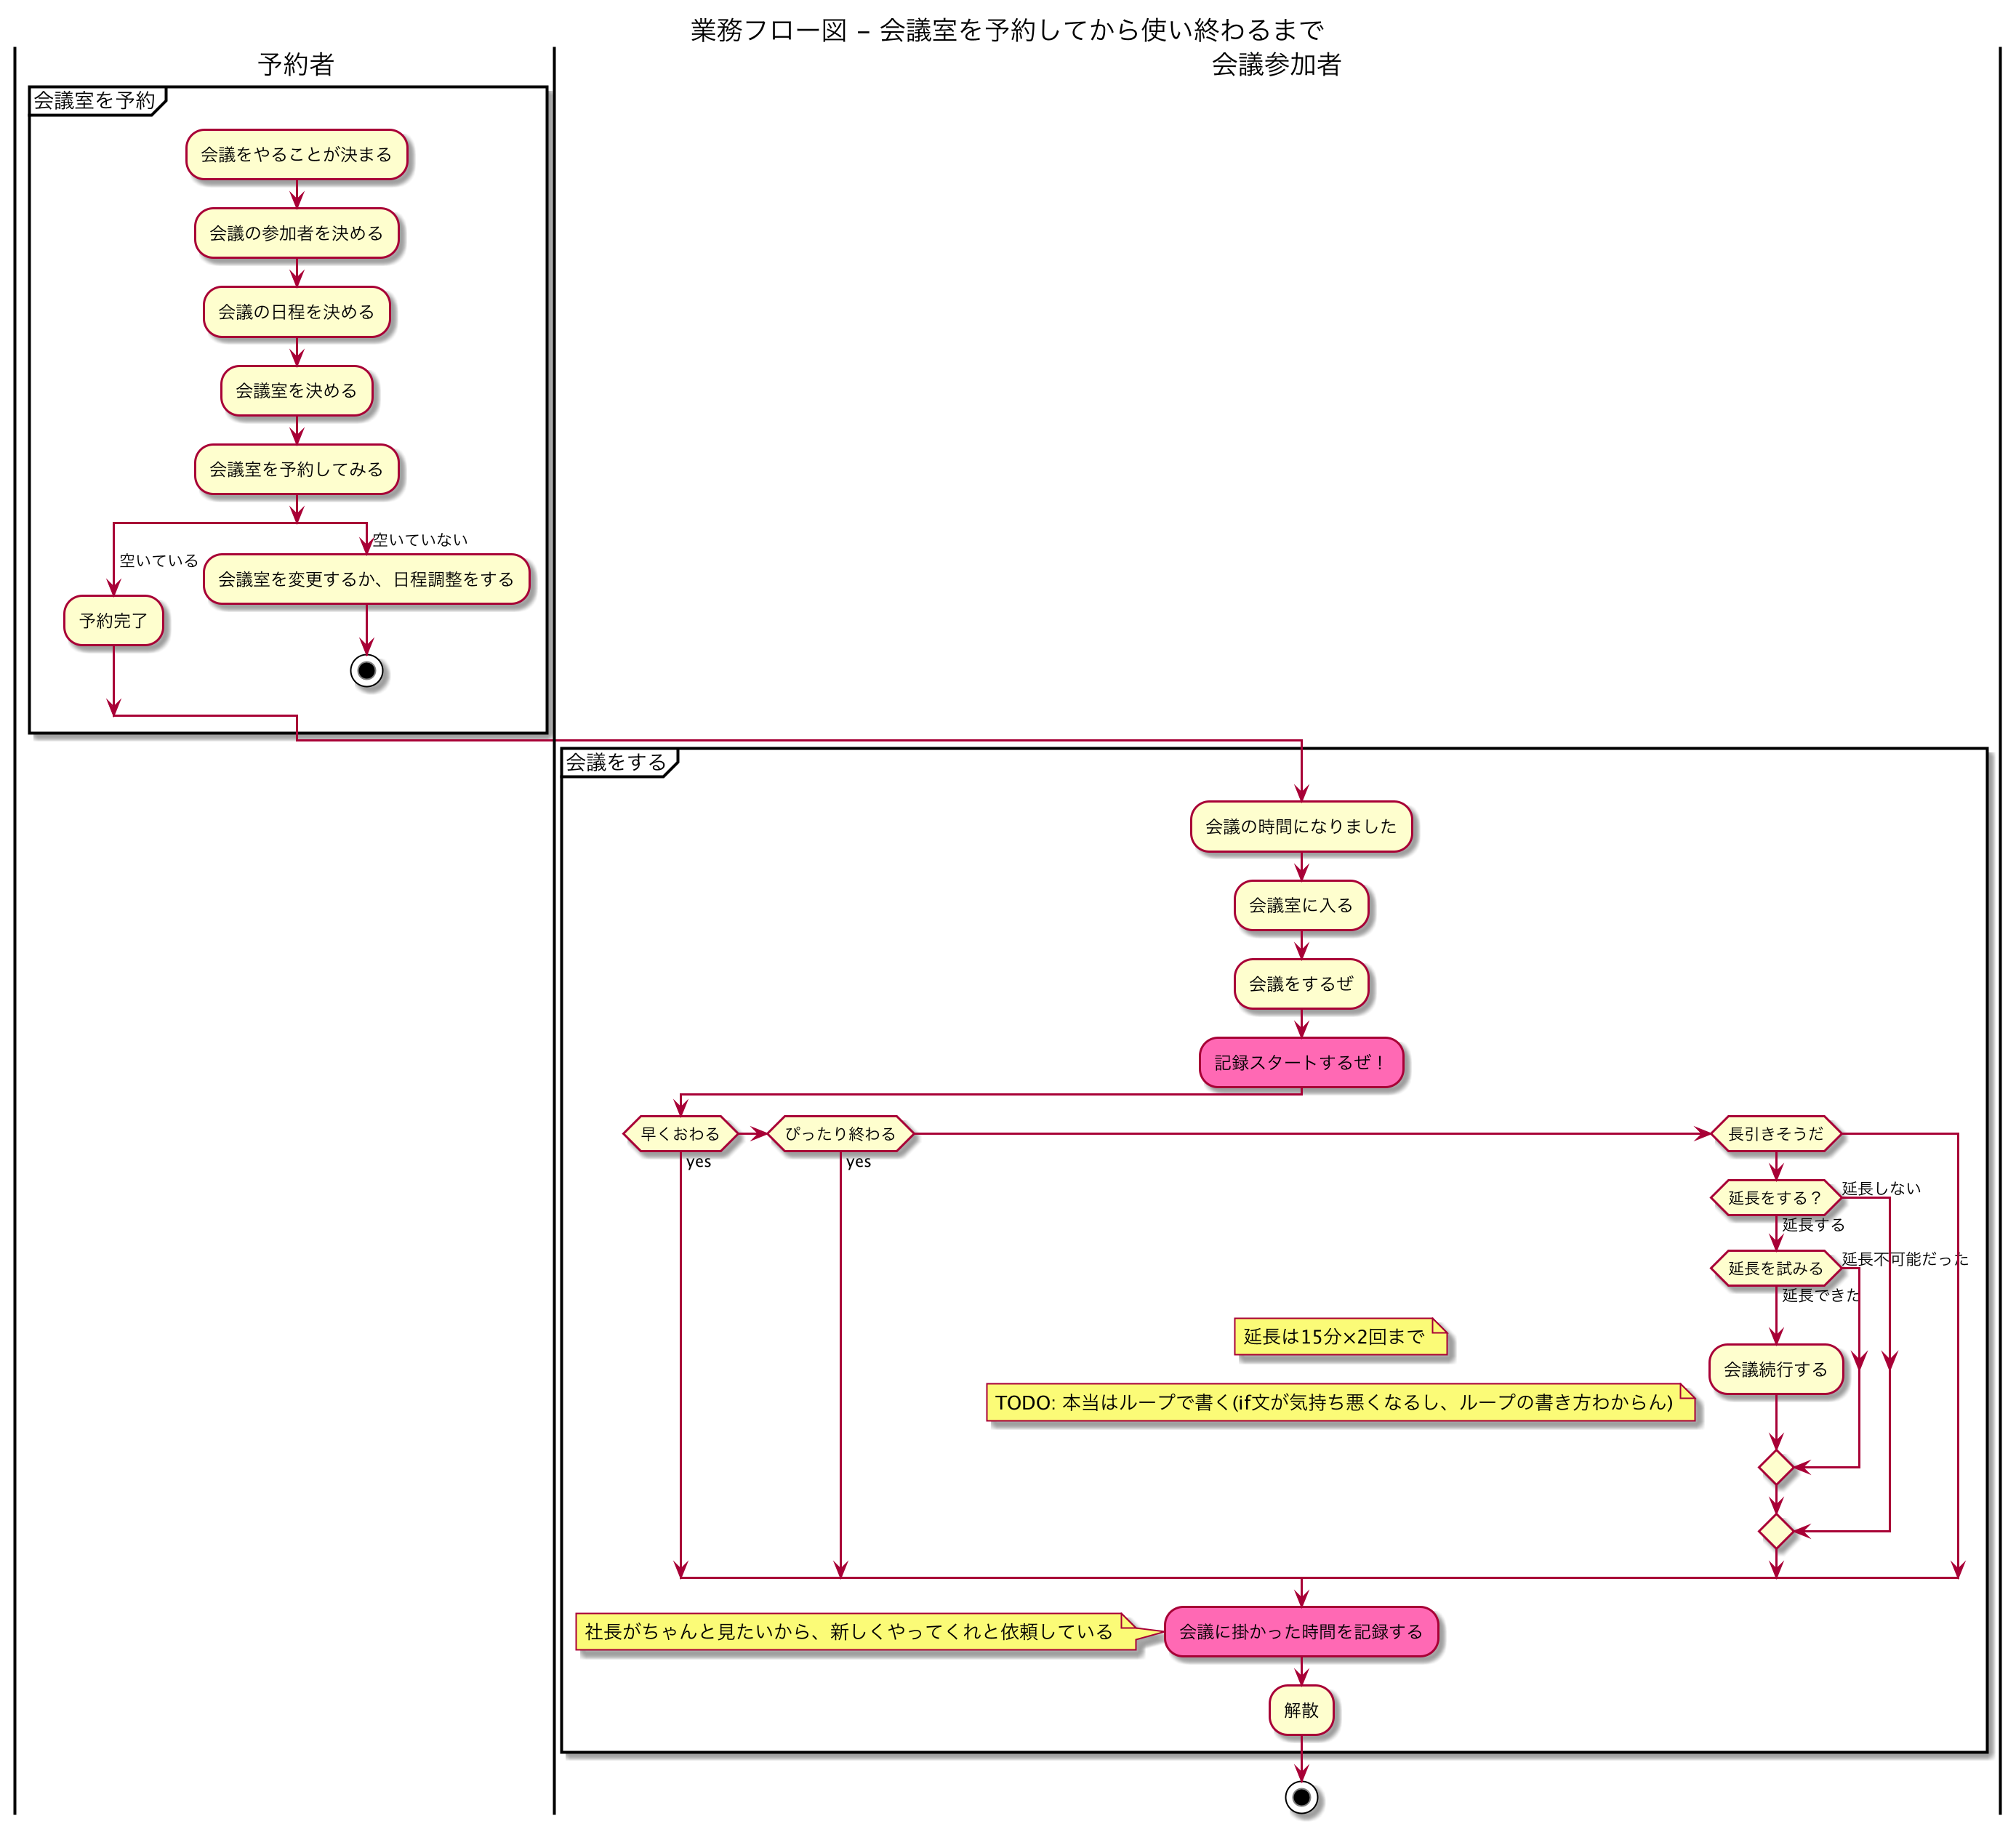 業務フロー図 – 会議室を予約してから使い終わるまで
予約者
会議参加者
会議室を予約
会議をやることが決まる
会議の参加者を決める
会議の日程を決める
会議室を決める
会議室を予約してみる
空いている
空いていない
会議室を変更するか、日程調整をする
予約完了
会議をする
会議の時間になりました
会議室に入る
会議をするぜ
記録スタートするぜ！
早くおわる
yes
ぴったり終わる
yes
長引きそうだ
延長をする？
延長しない
延長する
延長を試みる
延長不可能だった
延長できた
延長は15分×2回まで
TODO: 本当はループで書く(if文が気持ち悪くなるし、ループの書き方わからん)
会議続行する
社長がちゃんと見たいから、新しくやってくれと依頼している
会議に掛かった時間を記録する
解散